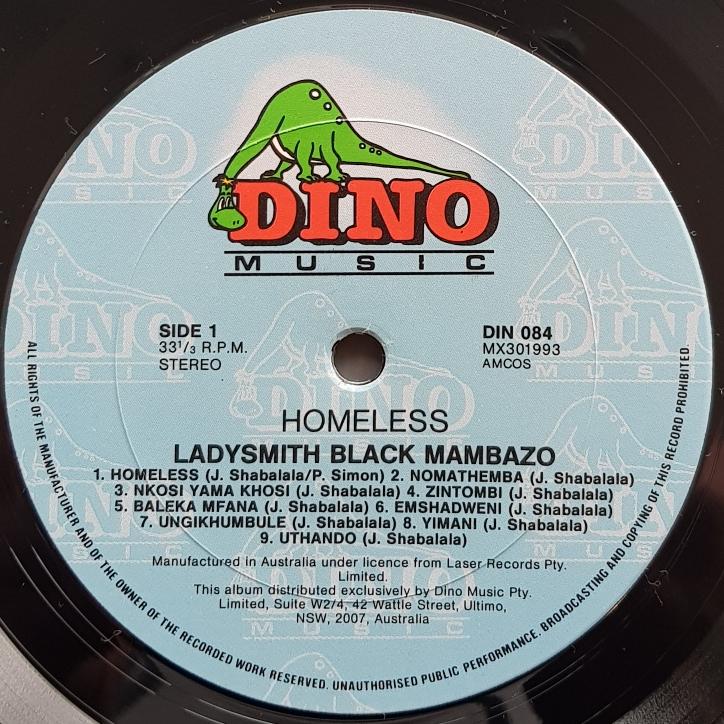 DINO
MUSIC
SIDE 1
33 1/3 R.P.M.
STEREO
DIN 084
MX301993
AMCOS
HOMELESS
LADYSMITH BLACK MAMBAZO
1. HOMELESS (J. Shabalala/P. Simon) 2. NOMATHEMBA (J. Shabalala)
3. NKOSI YAMA KHOSI (J. Shabalala) 4. ZINTOMBI (J. Shabalala)
5. BALEKA MFANA (J. Shabalala) 6. EMSHADWENI (J. Shabalala)
7. UNGIKHUMBULE (J. Shabalala) 8. YIMANI (J. Shabalala)
9. UTHANDO (J. Shabalala)
Manufactured in Australia under licence from Laser Records Pty.
Limited.
This album distributed exclusively by Dino Music Pty.
Limited, Suite W2/4, 42 Wattle Street, Ultimo,
NSW, 2007, Australia
ALL RIGHTS OF THE MANUFACTURER AND OF THE OWNER OF THE RECORDED WORK RESERVED. UNAUTHORISED PUBLIC PERFORMANCE. BROADCASTING AND COPYING OF THIS RECORD PROHIBITED.